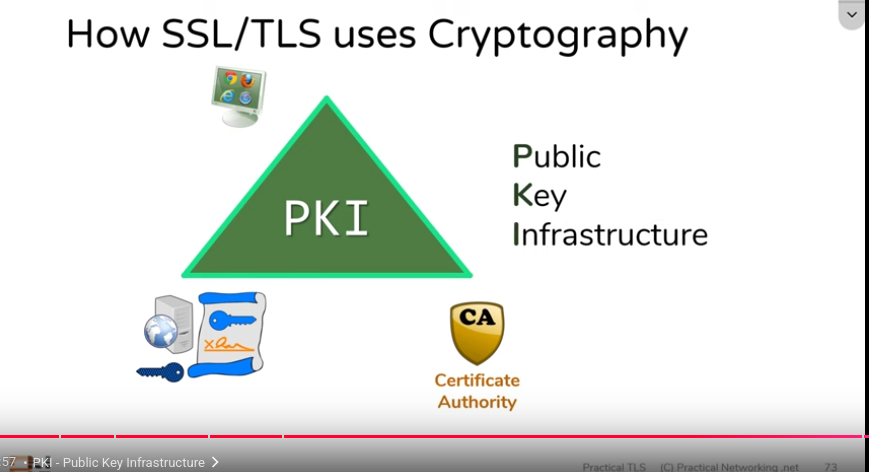 How SSL/TLS uses Cryptography
PKI
Public
Key
Infrastructure
CA
Certificate
Authority
:57 • PKI - Public Key Infrastructure
Practical TLS (C) Practical Networking .net 73